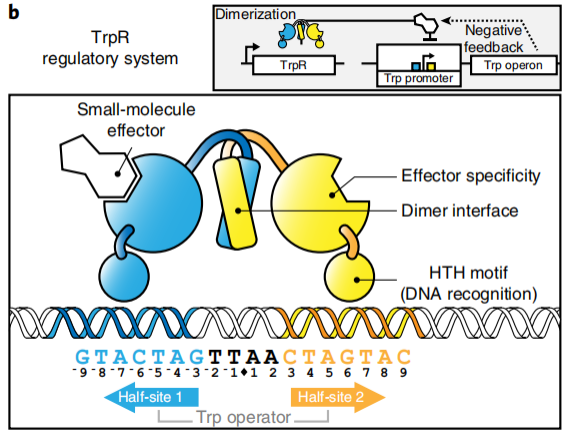 b
TrpR
regulatory system
Dimerization
Negative
feedback
TrpR
Trp promoter
Trp operon
Small-molecule
effector
Effector specificity
Dimer interface
HTH motif
(DNA recognition)
GTACTAGTTAACTAGTAC
-9 -8 -7 -6 -5 -4 -3 -2 -1 ♦ 1 2 3 4 5 6 7 8 9
Half-site 1
Half-site 2
Trp operator